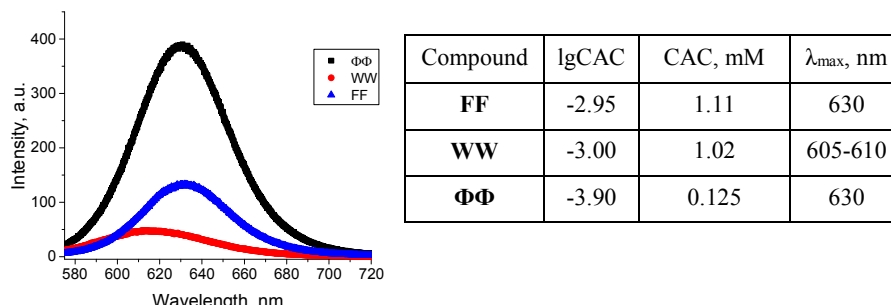 400
300
200
100
0
Intensity, a.u.
ΦΦ
WW
FF
580 600 620 640 660 680 700 720
Wavelength, nm
Compound lgCAC CAC, mM λmax, nm
FF -2.95 1.11 630
WW -3.00 1.02 605-610
ΦΦ -3.90 0.125 630